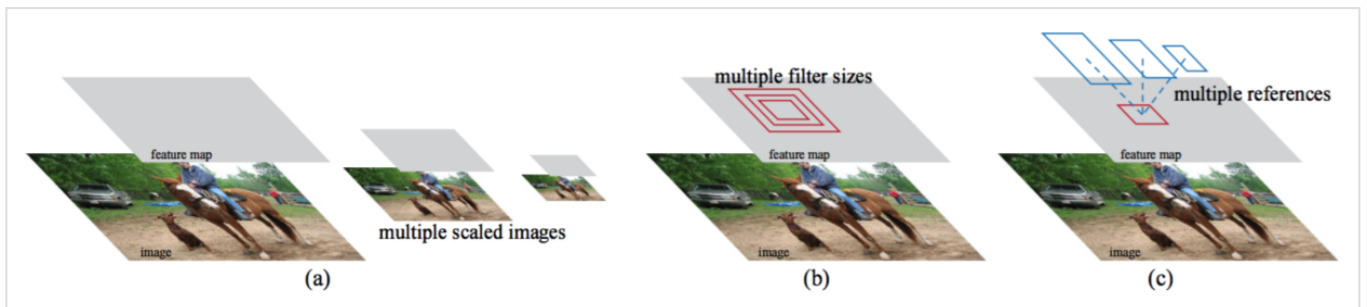 feature map
image
multiple scaled images
(a)
multiple filter sizes
feature map
image
(b)
multiple references
feature map
image
(c)